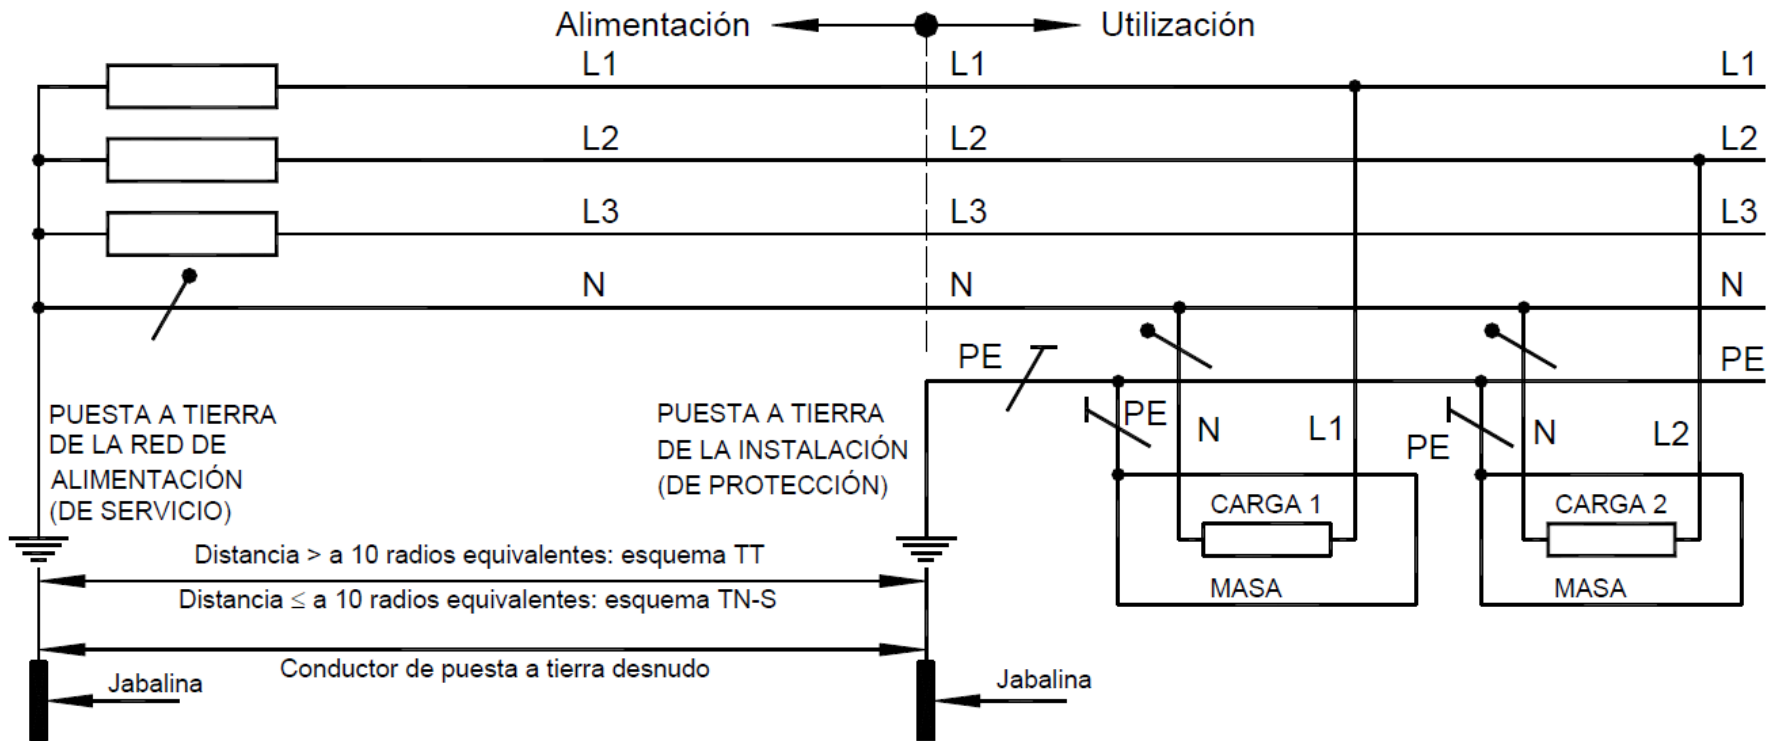 Alimentación
Utilización
L1
L1
L1
L2
L2
L2
L3
L3
L3
N
N
N
PE
PE
PUESTA A TIERRA
DE LA RED DE
ALIMENTACIÓN
(DE SERVICIO)
PUESTA A TIERRA
DE LA INSTALACIÓN
(DE PROTECCIÓN)
PE
N
L1
PE
N
L2
CARGA 1
MASA
CARGA 2
MASA
Distancia > a 10 radios equivalentes: esquema TT
Distancia ≤ a 10 radios equivalentes: esquema TN-S
Conductor de puesta a tierra desnudo
Jabalina
Jabalina